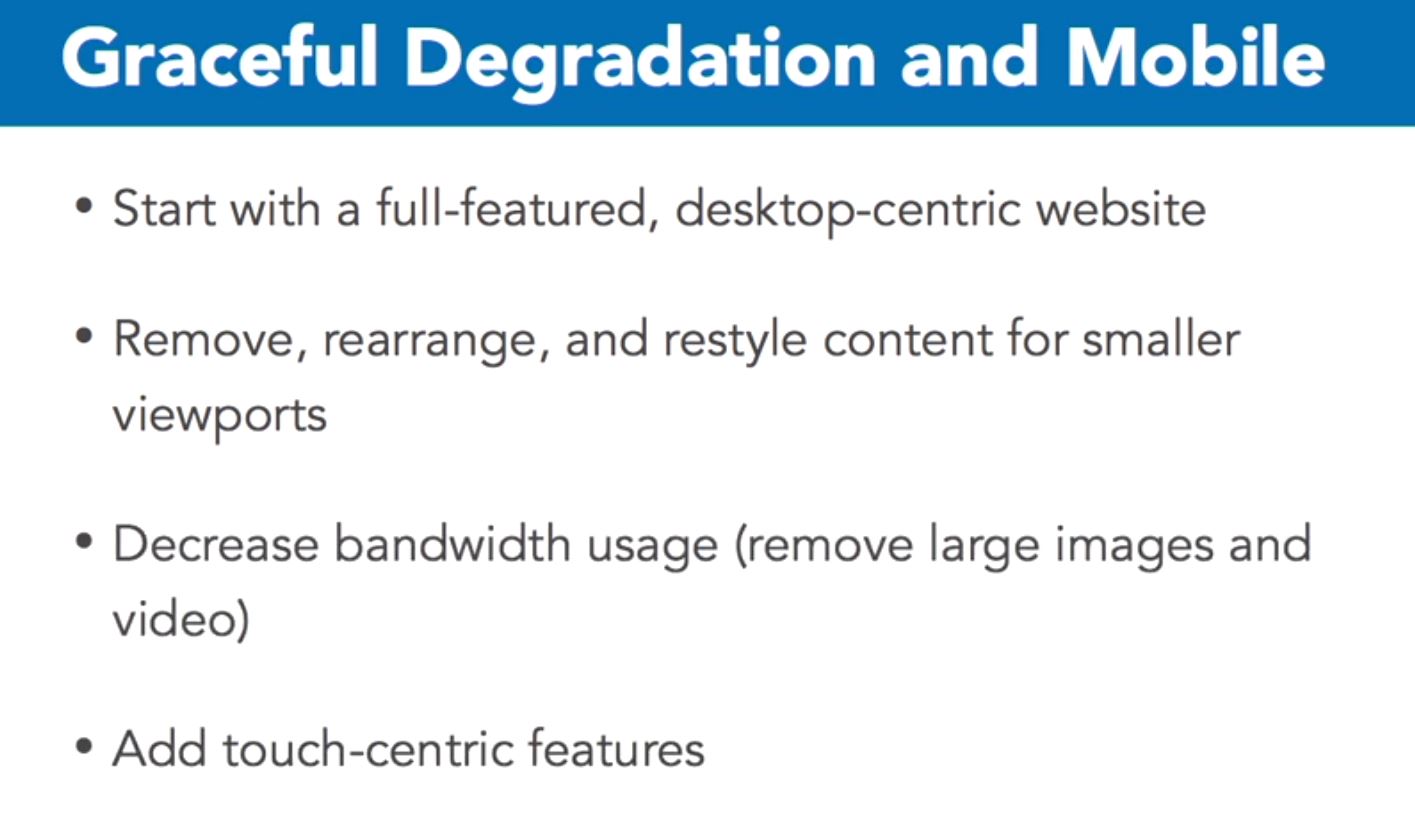 Graceful Degradation and Mobile
• Start with a full-featured, desktop-centric website
• Remove, rearrange, and restyle content for smaller
viewports
• Decrease bandwidth usage (remove large images and
video)
• Add touch-centric features